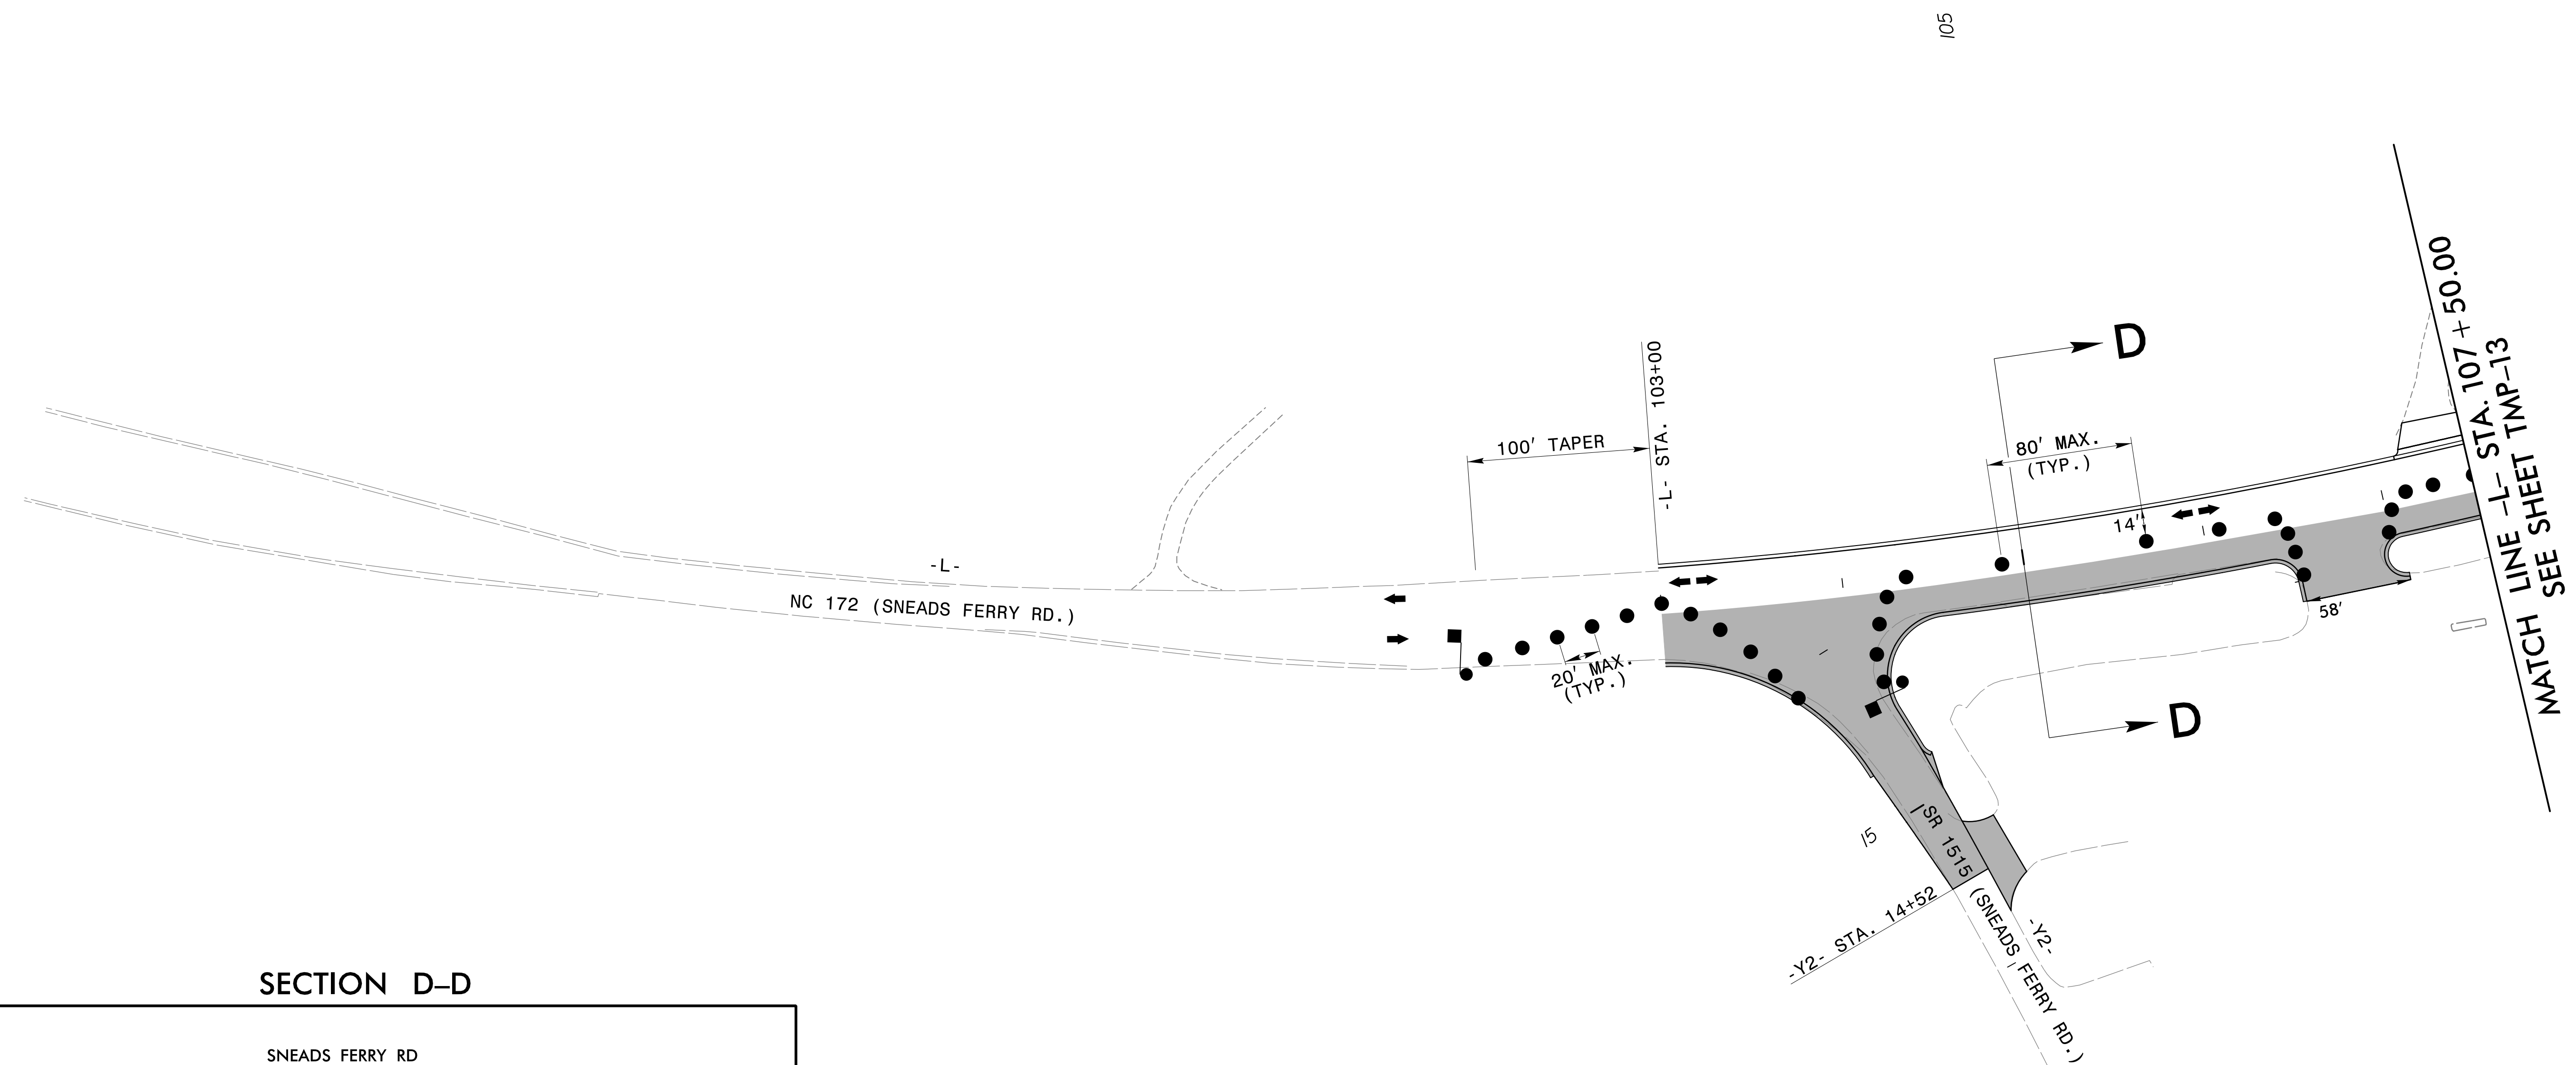 105
MATCH LINE -L- STA. 107+50.00
SEE SHEET TMP-13
D
-L- STA. 103+00
100' TAPER
80' MAX.
(TYP.)
14'
-L-
NC 172 (SNEADS FERRY RD.)
58'
20' MAX.
(TYP.)
D
15
SR 1515 (SNEADS FERRY RD.)
-Y2- STA. 14+52
-Y2-
SECTION D–D
SNEADS FERRY RD